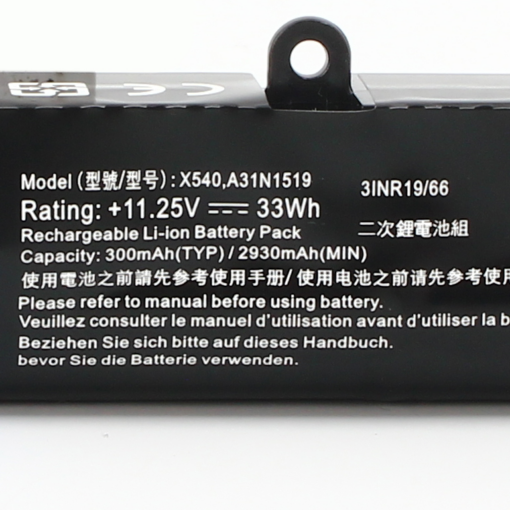 Model (型號/型号) : X540,A31N1519
3INR19/66
Rating: +11.25V ⎓ 33Wh
Rechargeable Li-ion Battery Pack
二次鋰電池組
Capacity: 300mAh(TYP) / 2930mAh(MIN)
使用電池之前請先参考使用手册/ 使用电池之前请先参考使用
Please refer to manual before using battery.
Veuillez consulter le manuel d'utilisation avant d'utilisation la b
Beziehen Sie sich bitte auf dieses Handbuch.
bevor Sie die Batterie verwenden.